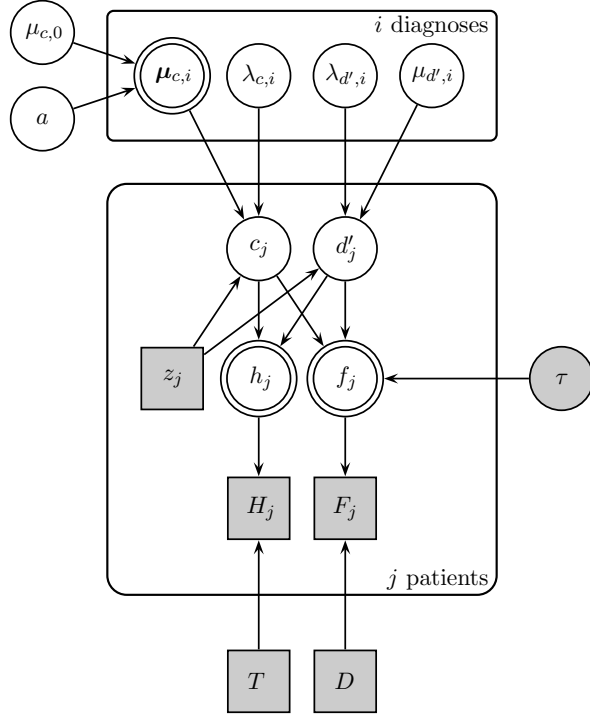 i diagnoses
μ_{c,0}
μ_{c,i}
λ_{c,i}
λ_{d′,i}
μ_{d′,i}
a
c_j
d′_j
z_j
h_j
f_j
τ
H_j
F_j
j patients
T
D